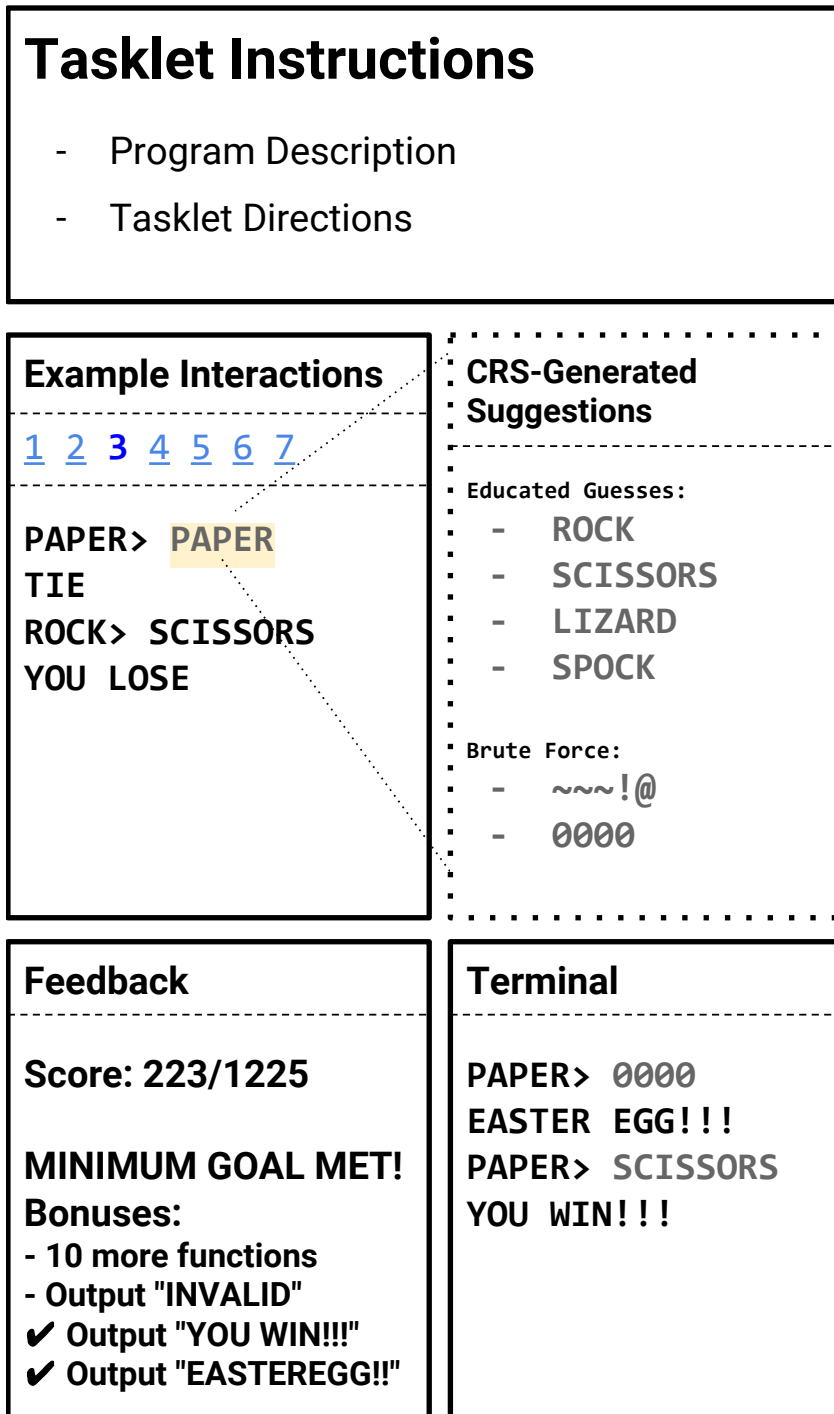 Tasklet Instructions
- Program Description
- Tasklet Directions
Example Interactions
1 2 3 4 5 6 7
PAPER> PAPER
TIE
ROCK> SCISSORS
YOU LOSE
CRS-Generated
Suggestions
Educated Guesses:
- ROCK
- SCISSORS
- LIZARD
- SPOCK
Brute Force:
- ~~~!@
- 0000
Feedback
Score: 223/1225
MINIMUM GOAL MET!
Bonuses:
- 10 more functions
- Output "INVALID"
✔ Output "YOU WIN!!!"
✔ Output "EASTEREGG!!"
Terminal
PAPER> 0000
EASTER EGG!!!
PAPER> SCISSORS
YOU WIN!!!